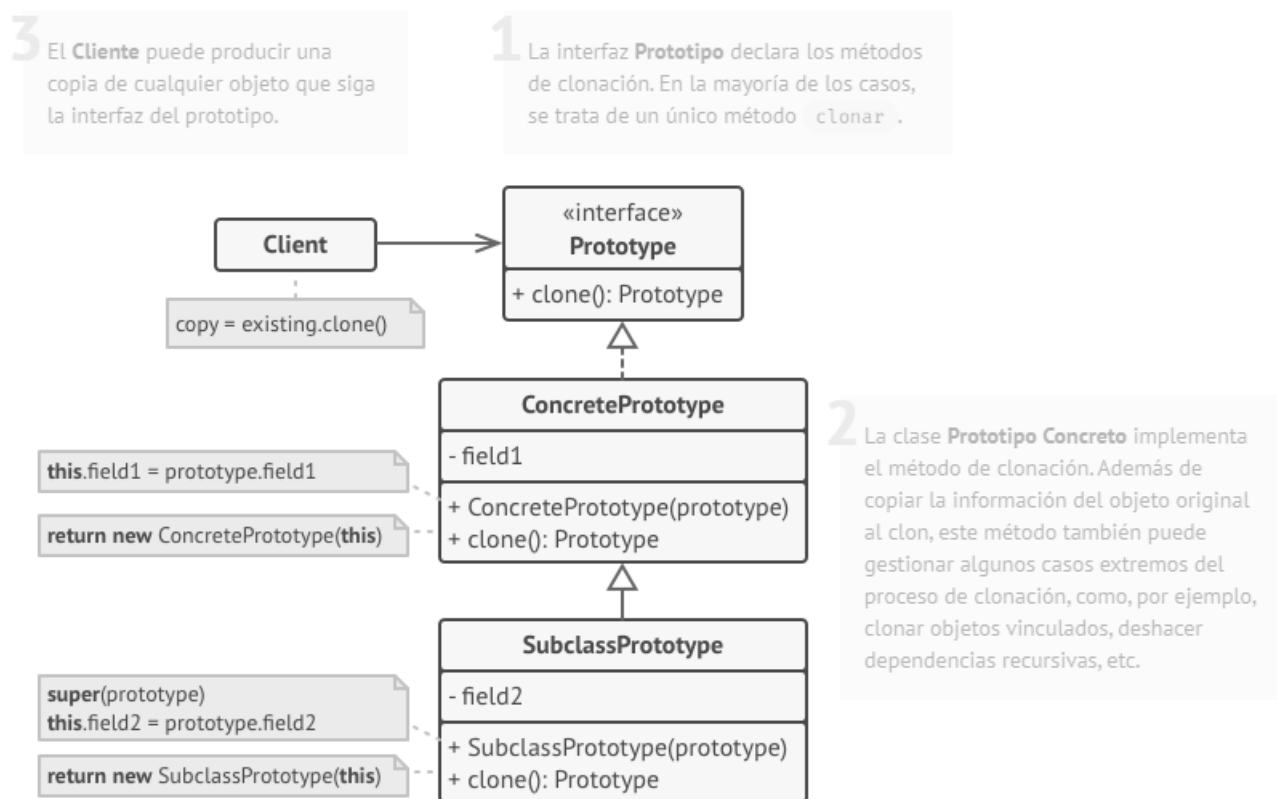 3
El Cliente puede producir una
copia de cualquier objeto que siga
la interfaz del prototipo.
1
La interfaz Prototipo declara los métodos
de clonación. En la mayoría de los casos,
se trata de un único método clonar .
«interface»
Prototype
+ clone(): Prototype
Client
copy = existing.clone()
ConcretePrototype
- field1
+ ConcretePrototype(prototype)
+ clone(): Prototype
this.field1 = prototype.field1
return new ConcretePrototype(this)
2
La clase Prototipo Concreto implementa
el método de clonación. Además de
copiar la información del objeto original
al clon, este método también puede
gestionar algunos casos extremos del
proceso de clonación, como, por ejemplo,
clonar objetos vinculados, deshacer
dependencias recursivas, etc.
SubclassPrototype
- field2
+ SubclassPrototype(prototype)
+ clone(): Prototype
super(prototype)
this.field2 = prototype.field2
return new SubclassPrototype(this)